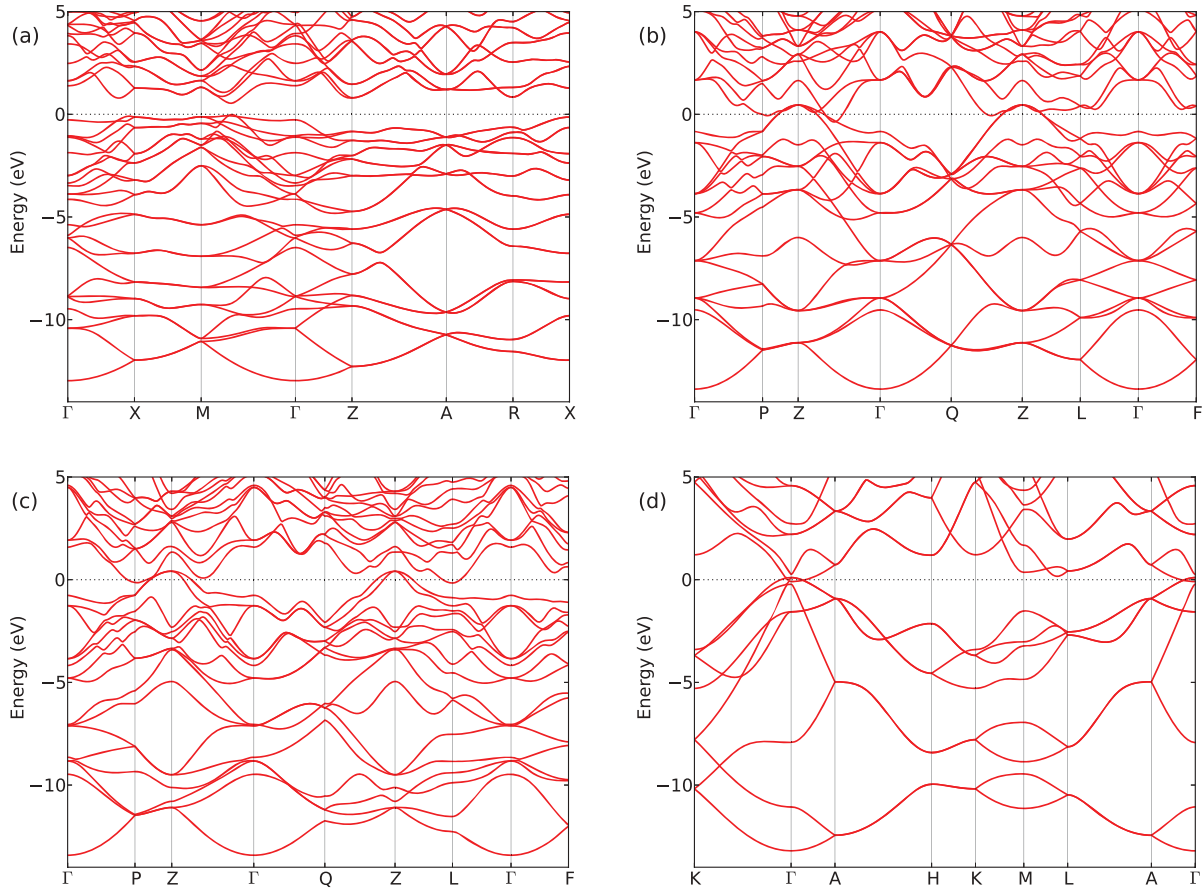 (a)
Energy (eV)
5
0
−5
−10
Γ X M Γ Z A R X
(b)
Energy (eV)
5
0
−5
−10
Γ P Z Γ Q Z L Γ F
(c)
Energy (eV)
5
0
−5
−10
Γ P Z Γ Q Z L Γ F
(d)
Energy (eV)
5
0
−5
−10
K Γ A H K M L A Γ